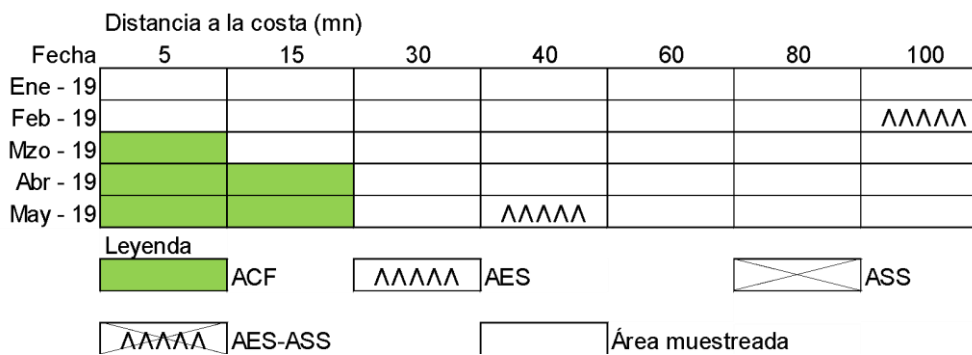 Distancia a la costa (mn)
Fecha 5 15 30 40 60 80 100
Ene - 19
Feb - 19 ΛΛΛΛΛ
Mzo - 19
Abr - 19
May - 19 ΛΛΛΛΛ
Leyenda
ACF ΛΛΛΛΛ AES ASS
ΛΛΛΛΛ AES-ASS Área muestreada